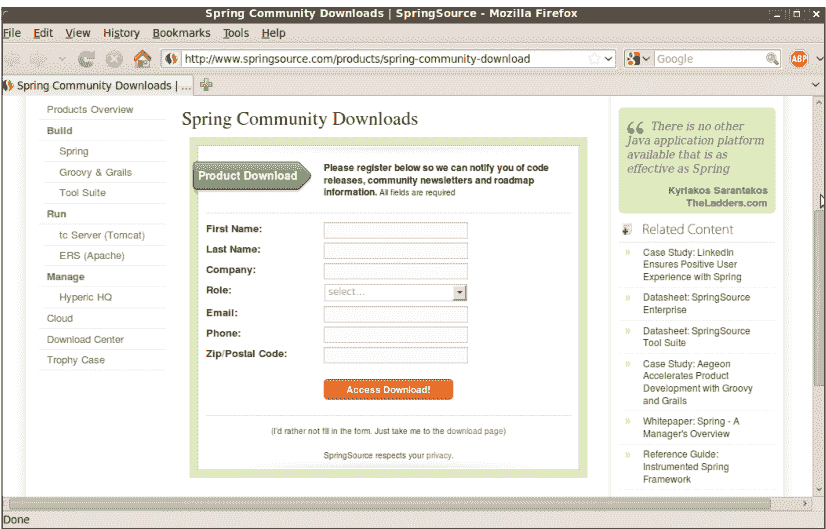 Spring Community Downloads | SpringSource - Mozilla Firefox
File Edit View History Bookmarks Tools Help
http://www.springsource.com/products/spring-community-download
Google
ABP
Spring Community Downloads | ...
Products Overview
Build
Spring
Groovy & Grails
Tool Suite
Run
tc Server (Tomcat)
ERS (Apache)
Manage
Hyperic HQ
Cloud
Download Center
Trophy Case
Spring Community Downloads
Product Download
Please register below so we can notify you of code
releases, community newsletters and roadmap
information. All fields are required
First Name:
Last Name:
Company:
Role:
select...
Email:
Phone:
Zip/Postal Code:
Access Download!
(I'd rather not fill in the form. Just take me to the download page)
SpringSource respects your privacy.
There is no other
Java application platform
available that is as
effective as Spring
Kyriakos Sarantakos
TheLadders.com
Related Content
Case Study: LinkedIn
Ensures Positive User
Experience with Spring
Datasheet: SpringSource
Enterprise
Datasheet: SpringSource
Tool Suite
Case Study: Aegeon
Accelerates Product
Development with Groovy
and Grails
Whitepaper: Spring - A
Manager's Overview
Reference Guide:
Instrumented Spring
Framework
Done